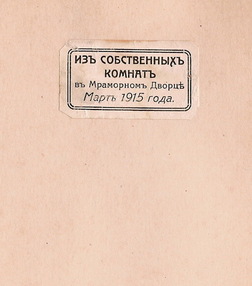 ИЗЪ СОБСТВЕННЫХЪ
КОМНАТЪ
въ Мраморномъ Дворцѣ
Мартъ 1915 года.